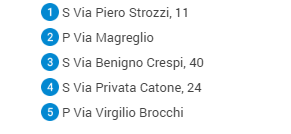 1 S Via Piero Strozzi, 11
2 P Via Magreglio
3 S Via Benigno Crespi, 40
4 S Via Privata Catone, 24
5 P Via Virgilio Brocchi